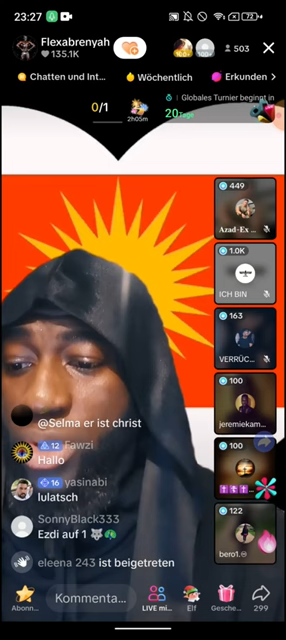 23:27
73
Flexabrenyah
135.1K
503
Chatten und Int...
Wöchentlich
Erkunden
0/1
2h05m
Globales Turnier beginnt in
20Tage
449
Azad-Ex ...
1.0K
ICH BIN
163
VERRÜC...
100
jeremiekam...
100
122
bero1.♾
@Selma er ist christ
12 Fawzi
Hallo
16 yasinabi
lulatsch
SonnyBlack333
Ezdi auf 1 🐺🦚
eleena 243 ist beigetreten
Abonn...
Kommenta...
LIVE mi...
Elf
Gesche...
299